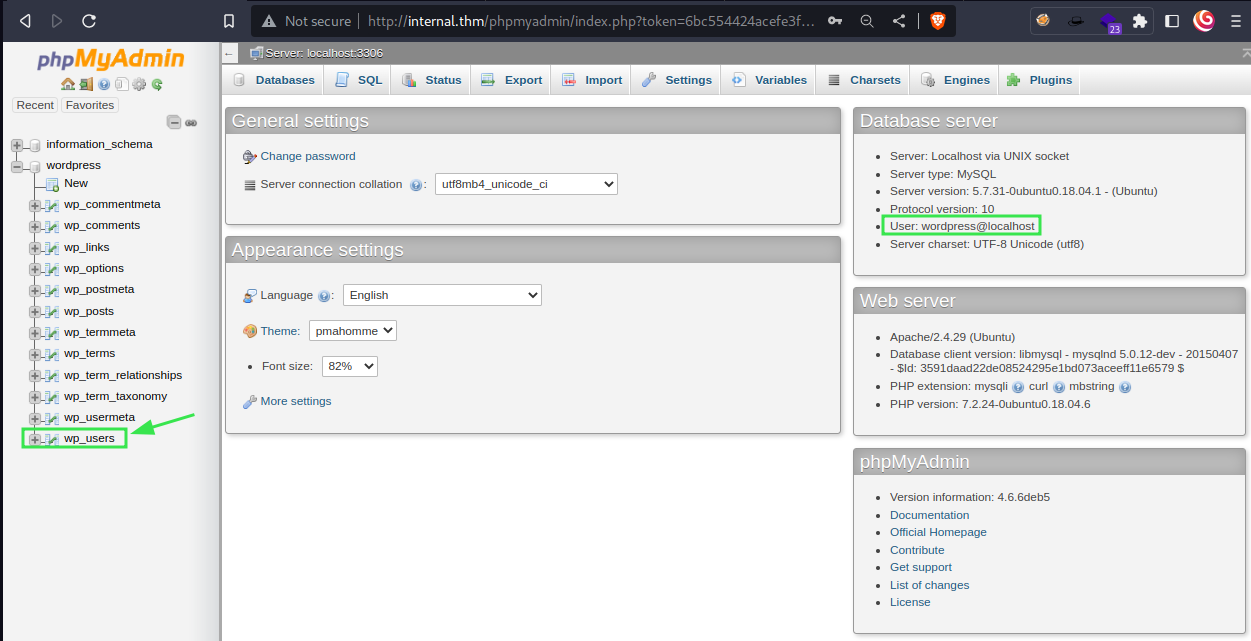 Not secure
http://internal.thm/phpmyadmin/index.php?token=6bc554424acefe3f...
23
phpMyAdmin
Recent
Favorites
information_schema
wordpress
New
wp_commentmeta
wp_comments
wp_links
wp_options
wp_postmeta
wp_posts
wp_termmeta
wp_terms
wp_term_relationships
wp_term_taxonomy
wp_usermeta
wp_users
Server: localhost:3306
Databases
SQL
Status
Export
Import
Settings
Variables
Charsets
Engines
Plugins
General settings
Change password
Server connection collation : utf8mb4_unicode_ci
Appearance settings
Language : English
Theme: pmahomme
Font size: 82%
More settings
Database server
Server: Localhost via UNIX socket
Server type: MySQL
Server version: 5.7.31-0ubuntu0.18.04.1 - (Ubuntu)
Protocol version: 10
User: wordpress@localhost
Server charset: UTF-8 Unicode (utf8)
Web server
Apache/2.4.29 (Ubuntu)
Database client version: libmysql - mysqlnd 5.0.12-dev - 20150407
- $Id: 3591daad22de08524295e1bd073aceeff11e6579 $
PHP extension: mysqli curl mbstring
PHP version: 7.2.24-0ubuntu0.18.04.6
phpMyAdmin
Version information: 4.6.6deb5
Documentation
Official Homepage
Contribute
Get support
List of changes
License